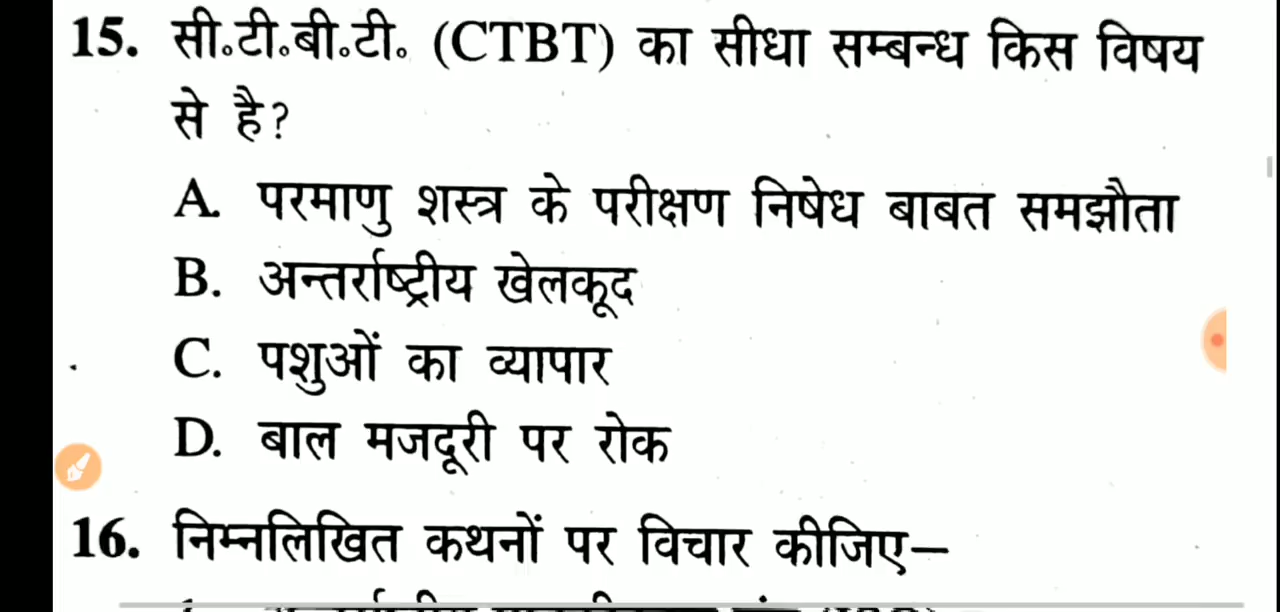 15. सी॰टी॰बी॰टी॰ (CTBT) का सीधा सम्बन्ध किस विषय
से है?
A. परमाणु शस्त्र के परीक्षण निषेध बाबत समझौता
B. अन्तर्राष्ट्रीय खेलकूद
C. पशुओं का व्यापार
D. बाल मजदूरी पर रोक
16. निम्नलिखित कथनों पर विचार कीजिए—